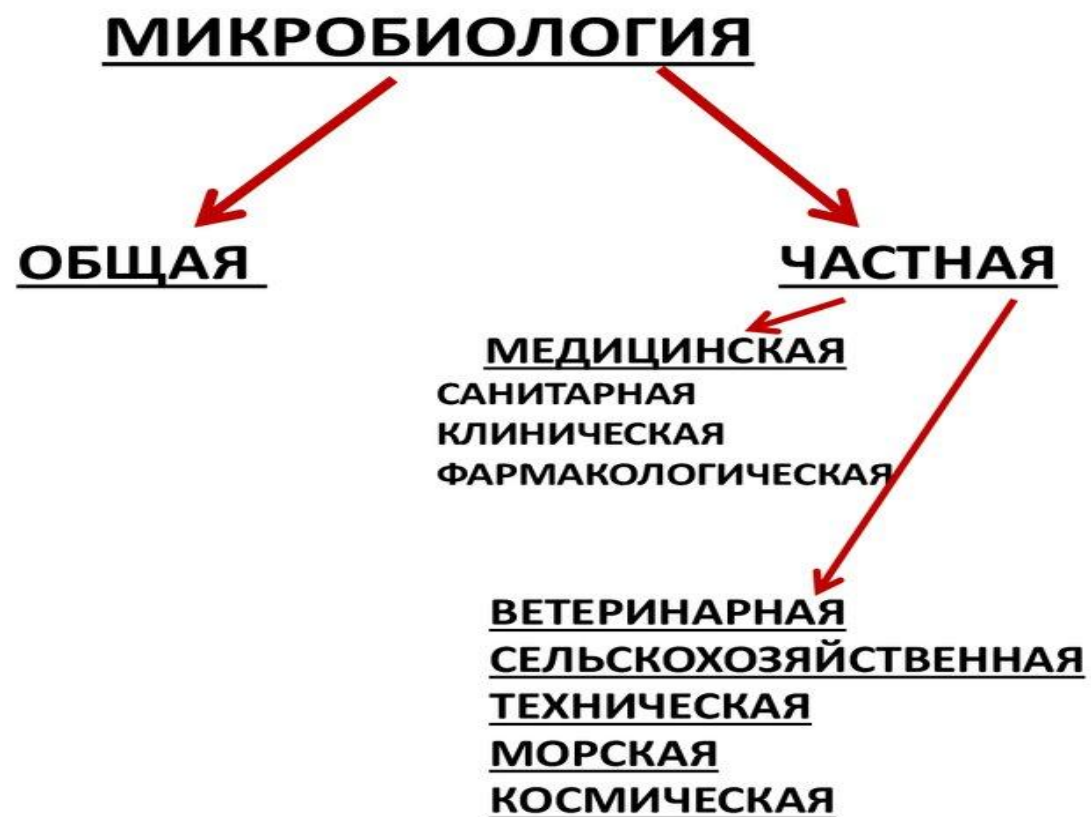 МИКРОБИОЛОГИЯ
ОБЩАЯ
ЧАСТНАЯ
МЕДИЦИНСКАЯ
САНИТАРНАЯ
КЛИНИЧЕСКАЯ
ФАРМАКОЛОГИЧЕСКАЯ
ВЕТЕРИНАРНАЯ
СЕЛЬСКОХОЗЯЙСТВЕННАЯ
ТЕХНИЧЕСКАЯ
МОРСКАЯ
КОСМИЧЕСКАЯ